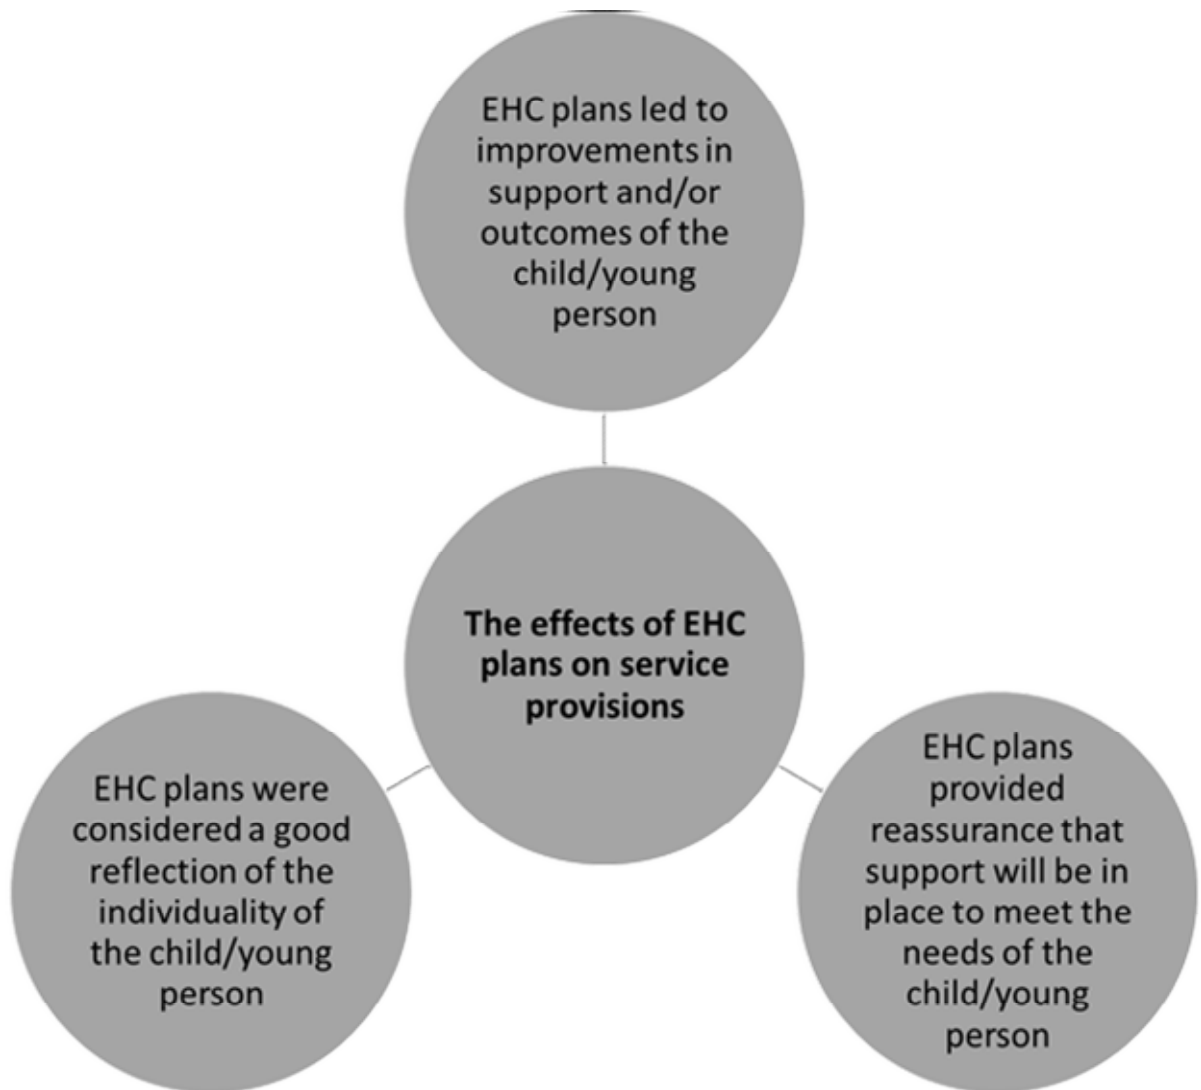 EHC plans led to
improvements in
support and/or
outcomes of the
child/young
person
The effects of EHC
plans on service
provisions
EHC plans were
considered a good
reflection of the
individuality of
the child/young
person
EHC plans
provided
reassurance that
support will be in
place to meet the
needs of the
child/young
person